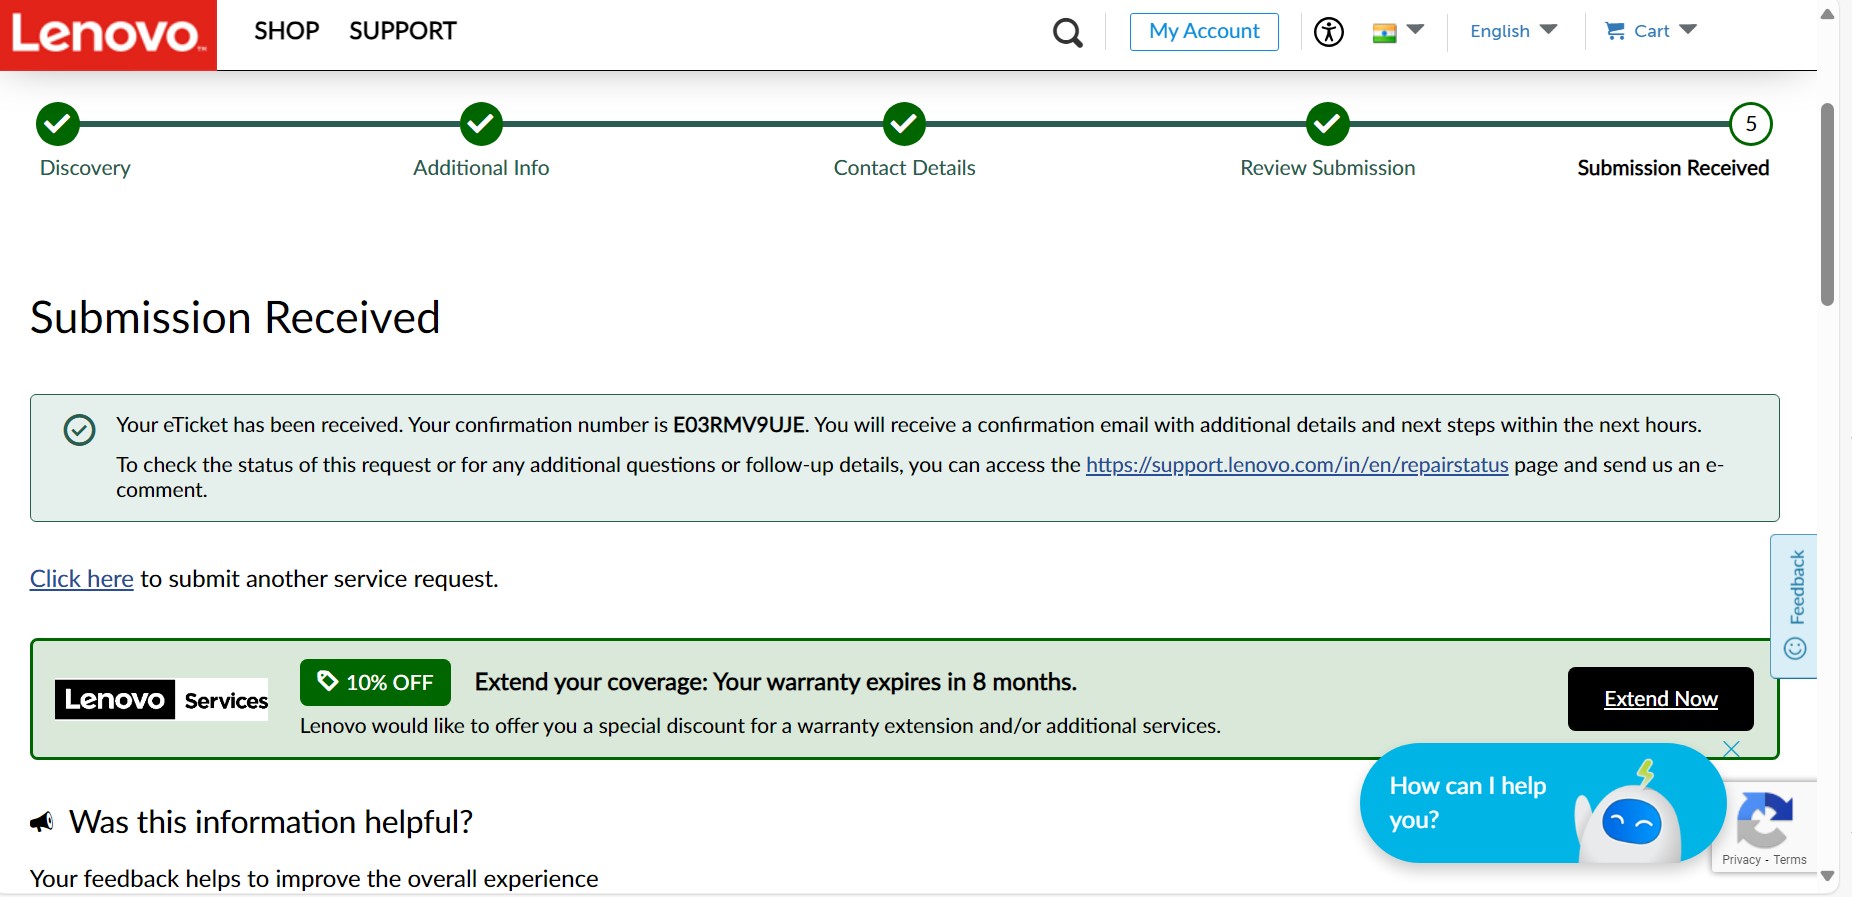 Lenovo™ SHOP SUPPORT My Account English Cart
5
Discovery Additional Info Contact Details Review Submission Submission Received
Submission Received
Your eTicket has been received. Your confirmation number is E03RMV9UJE. You will receive a confirmation email with additional details and next steps within the next hours.
To check the status of this request or for any additional questions or follow-up details, you can access the https://support.lenovo.com/in/en/repairstatus page and send us an e-
comment.
Feedback
Click here to submit another service request.
Lenovo Services
10% OFF Extend your coverage: Your warranty expires in 8 months.
Lenovo would like to offer you a special discount for a warranty extension and/or additional services.
Extend Now
How can I help
you?
Was this information helpful?
Privacy - Terms
Your feedback helps to improve the overall experience